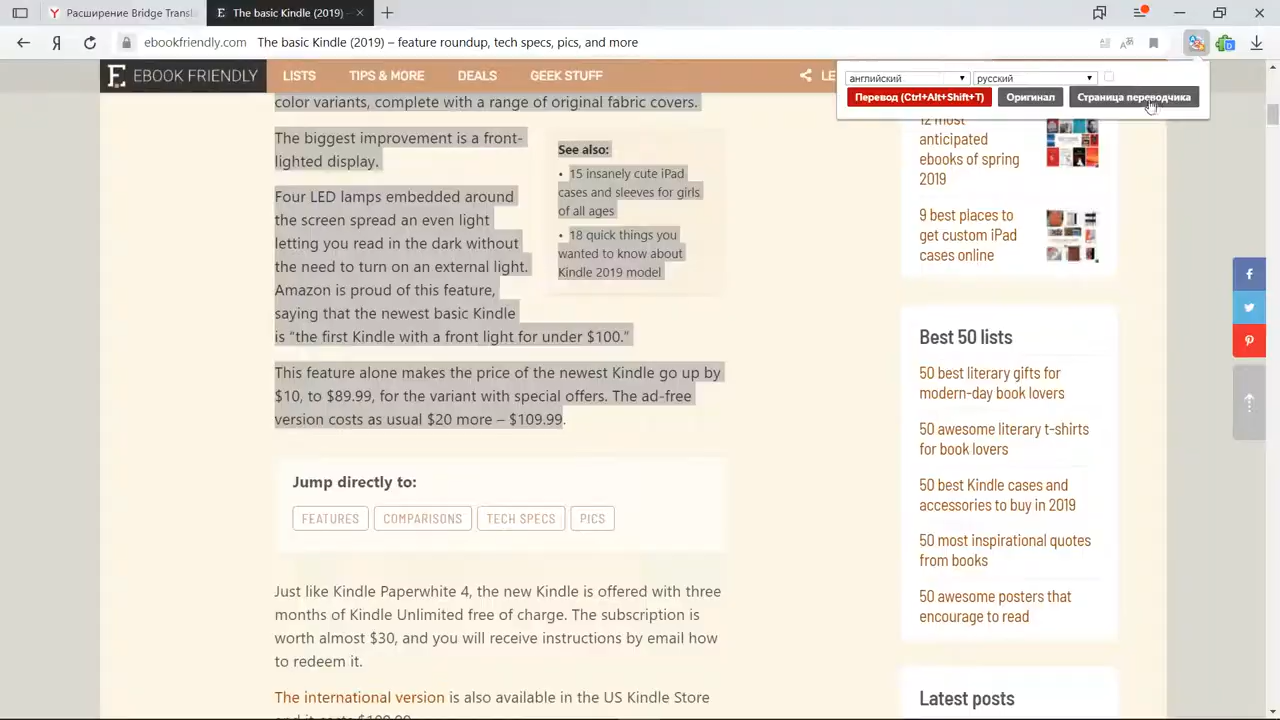 Расширение Bridge Transl
The basic Kindle (2019) –
ebookfriendly.com The basic Kindle (2019) – feature roundup, tech specs, pics, and more
английский
русский
Перевод (Ctrl+Alt+Shift+T)
Оригинал
Страница переводчика
EBOOK FRIENDLY
LISTS
TIPS & MORE
DEALS
GEEK STUFF
color variants, complete with a range of original fabric covers.
The biggest improvement is a front-
lighted display.
Four LED lamps embedded around
the screen spread an even light
letting you read in the dark without
the need to turn on an external light.
Amazon is proud of this feature,
saying that the newest basic Kindle
is “the first Kindle with a front light for under $100.”
See also:
• 15 insanely cute iPad
cases and sleeves for girls
of all ages
• 18 quick things you
wanted to know about
Kindle 2019 model
This feature alone makes the price of the newest Kindle go up by
$10, to $89.99, for the variant with special offers. The ad-free
version costs as usual $20 more – $109.99.
Jump directly to:
FEATURES
COMPARISONS
TECH SPECS
PICS
Just like Kindle Paperwhite 4, the new Kindle is offered with three
months of Kindle Unlimited free of charge. The subscription is
worth almost $30, and you will receive instructions by email how
to redeem it.
The international version is also available in the US Kindle Store
and it costs $109.99
12 most
anticipated
ebooks of spring
2019
9 best places to
get custom iPad
cases online
Best 50 lists
50 best literary gifts for
modern-day book lovers
50 awesome literary t-shirts
for book lovers
50 best Kindle cases and
accessories to buy in 2019
50 most inspirational quotes
from books
50 awesome posters that
encourage to read
Latest posts